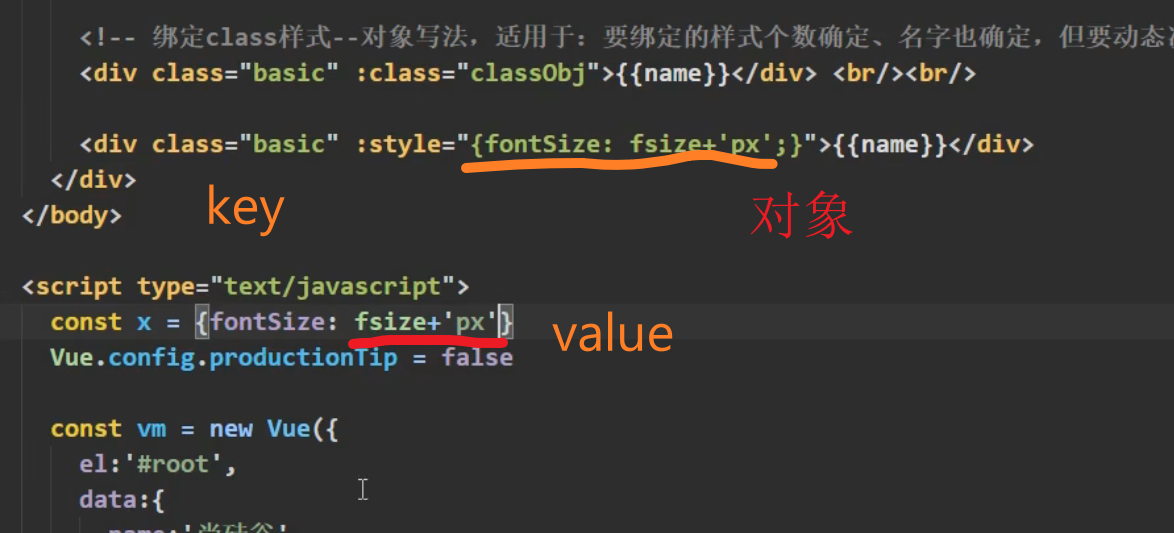 <!-- 绑定class样式--对象写法，适用于：要绑定的样式个数确定、名字也确定，但要动态
<div class="basic" :class="classObj">{{name}}</div> <br/><br/>
<div class="basic" :style="{fontSize: fsize+'px';}">{{name}}</div>
</div>
key
对象
</body>
<script type="text/javascript">
const x = {fontSize: fsize+'px'}
value
Vue.config.productionTip = false
const vm = new Vue({
el:'#root',
data:{
name:'尚硅谷'